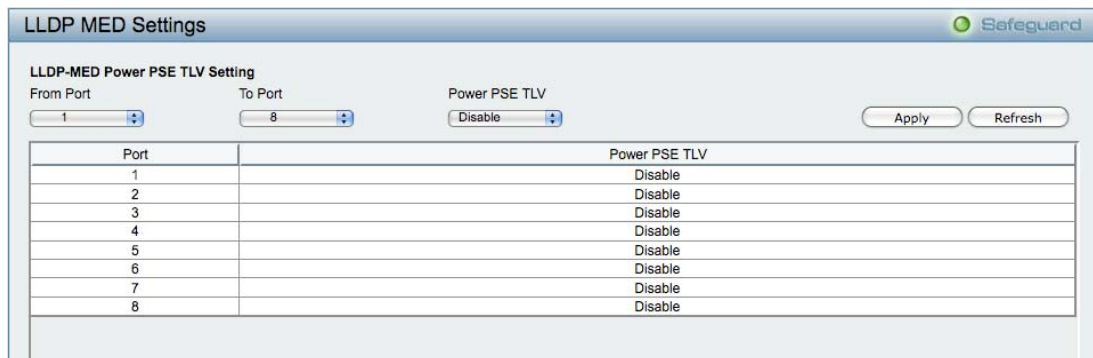 LLDP MED Settings
Safeguard
LLDP-MED Power PSE TLV Setting
From Port To Port Power PSE TLV
1 8 Disable Apply Refresh
Port Power PSE TLV
1 Disable
2 Disable
3 Disable
4 Disable
5 Disable
6 Disable
7 Disable
8 Disable